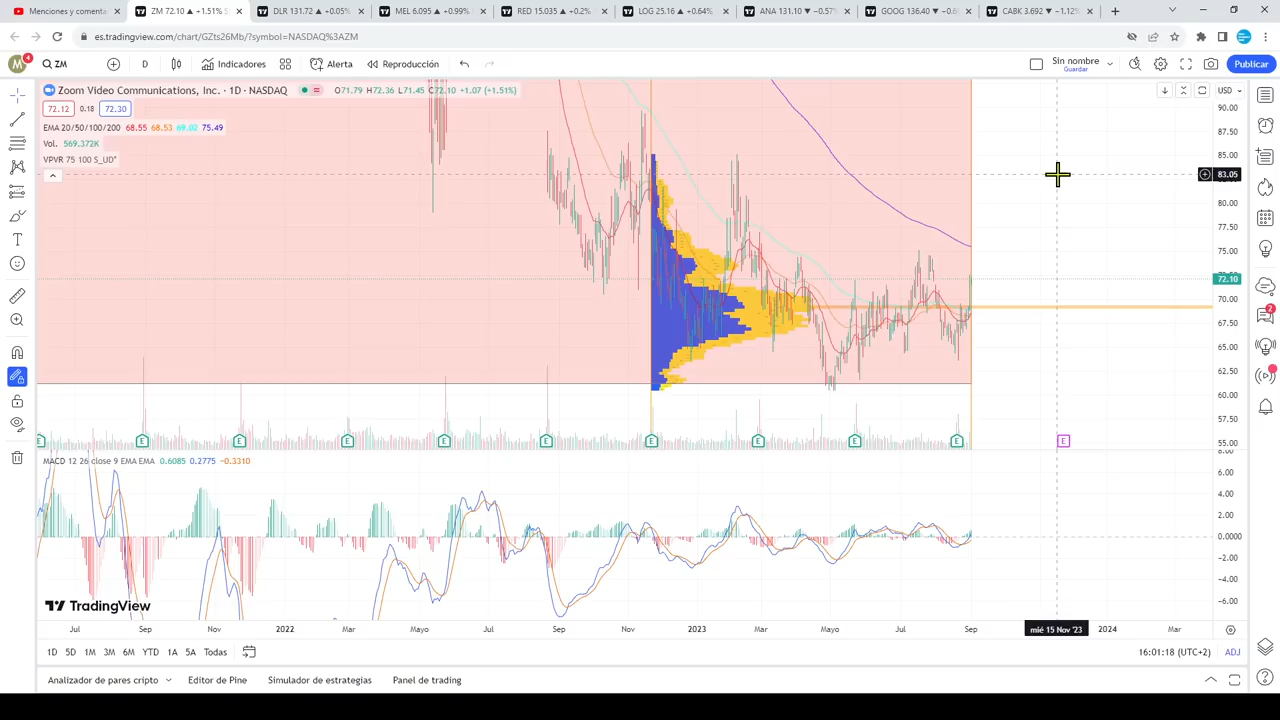 Menciones y comenta
ZM 72.10 ▲ +1.51% S
DLR 131.72 ▲ +0.05%
MEL 6.095 ▲ +0.99%
RED 15.035 ▲ +0.2%
LOG 25.16 ▲ +0.64%
ANA 131.10 ▼ −0.57%
GOOG 136.40 ▼ −0.6
CABK 3.692 ▼ −1.12%
es.tradingview.com/chart/GZts26Mb/?symbol=NASDAQ%3AZM
M 4 ZM D Indicadores Alerta Reproducción Sin nombre Guardar Publicar
Zoom Video Communications, Inc. · 1D · NASDAQ O71.79 H72.36 L71.45 C72.10 +1.07 (+1.51%) USD
72.12 0.18 72.30
EMA 20/50/100/200 68.55 68.53 69.02 75.49
Vol. 569.372K
VPVR 75 100 S_UD
90.00
87.50
85.00
83.05
80.00
77.50
75.00
72.10
70.00
67.50
65.00
62.50
60.00
57.50
55.00
E E E E E E E E E E E
MACD 12 26 close 9 EMA EMA 0.6085 0.2775 −0.3310
8.00
6.00
4.00
2.00
0.0000
−2.00
−4.00
−6.00
TradingView
Jul Sep Nov 2022 Mar Mayo Jul Sep Nov 2023 Mar Mayo Jul Sep mié 15 Nov '23 2024 Mar
1D 5D 1M 3M 6M YTD 1A 5A Todas 16:01:18 (UTC+2) ADJ
Analizador de pares cripto Editor de Pine Simulador de estrategias Panel de trading
2